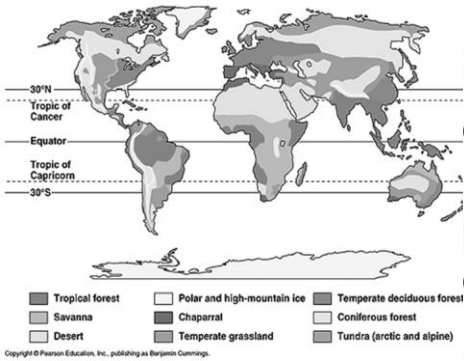 30°N
Tropic of
Cancer
Equator
Tropic of
Capricorn
30°S
Tropical forest
Savanna
Desert
Polar and high-mountain ice
Chaparral
Temperate grassland
Temperate deciduous forest
Coniferous forest
Tundra (arctic and alpine)
Copyright © Pearson Education, Inc., publishing as Benjamin Cummings.